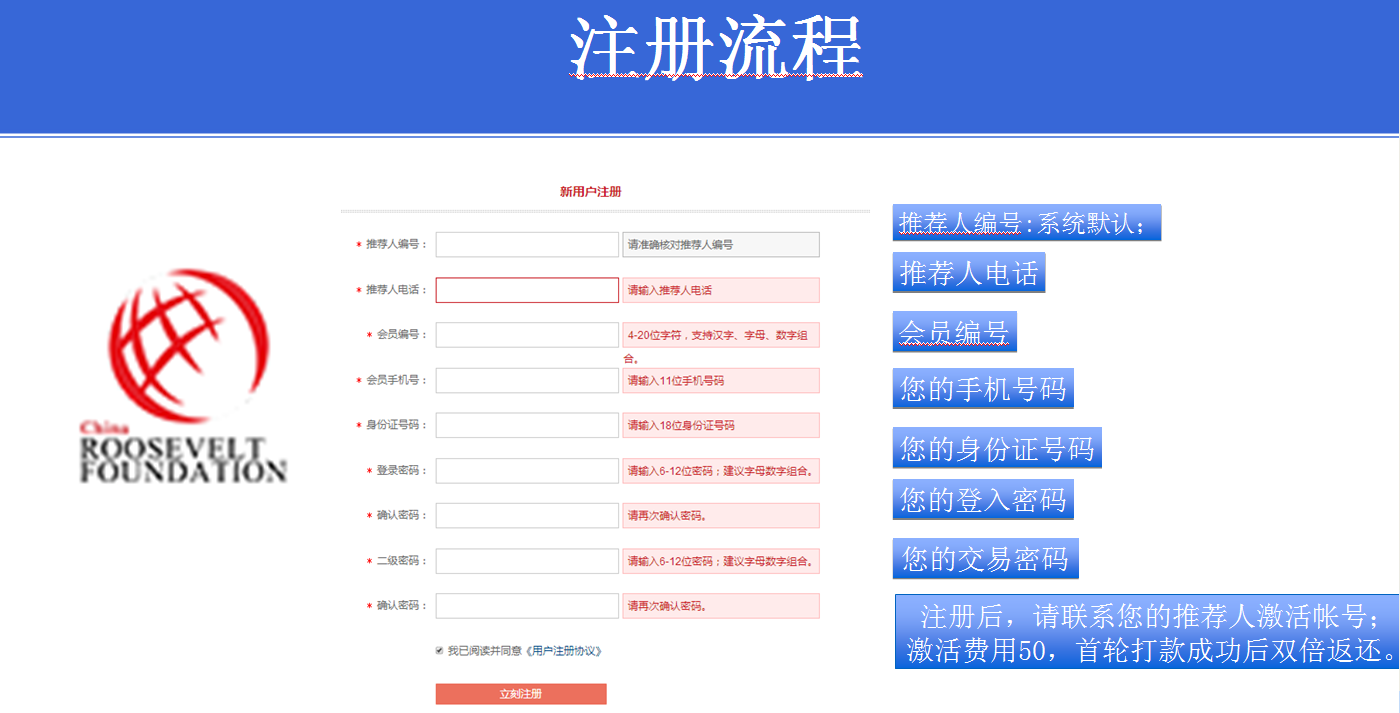 注册流程
新用户注册
* 推荐人编号：
请准确核对推荐人编号
推荐人编号:系统默认；
* 推荐人电话：
请输入推荐人电话
推荐人电话
* 会员编号：
4-20位字符，支持汉字、字母、数字组
合。
会员编号
* 会员手机号：
请输入11位手机号码
您的手机号码
* 身份证号码：
请输入18位身份证号码
您的身份证号码
* 登录密码：
请输入6-12位密码；建议字母数字组合。
您的登入密码
* 确认密码：
请再次确认密码。
* 二级密码：
请输入6-12位密码；建议字母数字组合。
您的交易密码
* 确认密码：
请再次确认密码。
China
ROOSEVELT
FOUNDATION
注册后，请联系您的推荐人激活帐号；
激活费用50，首轮打款成功后双倍返还。
我已阅读并同意《用户注册协议》
立刻注册